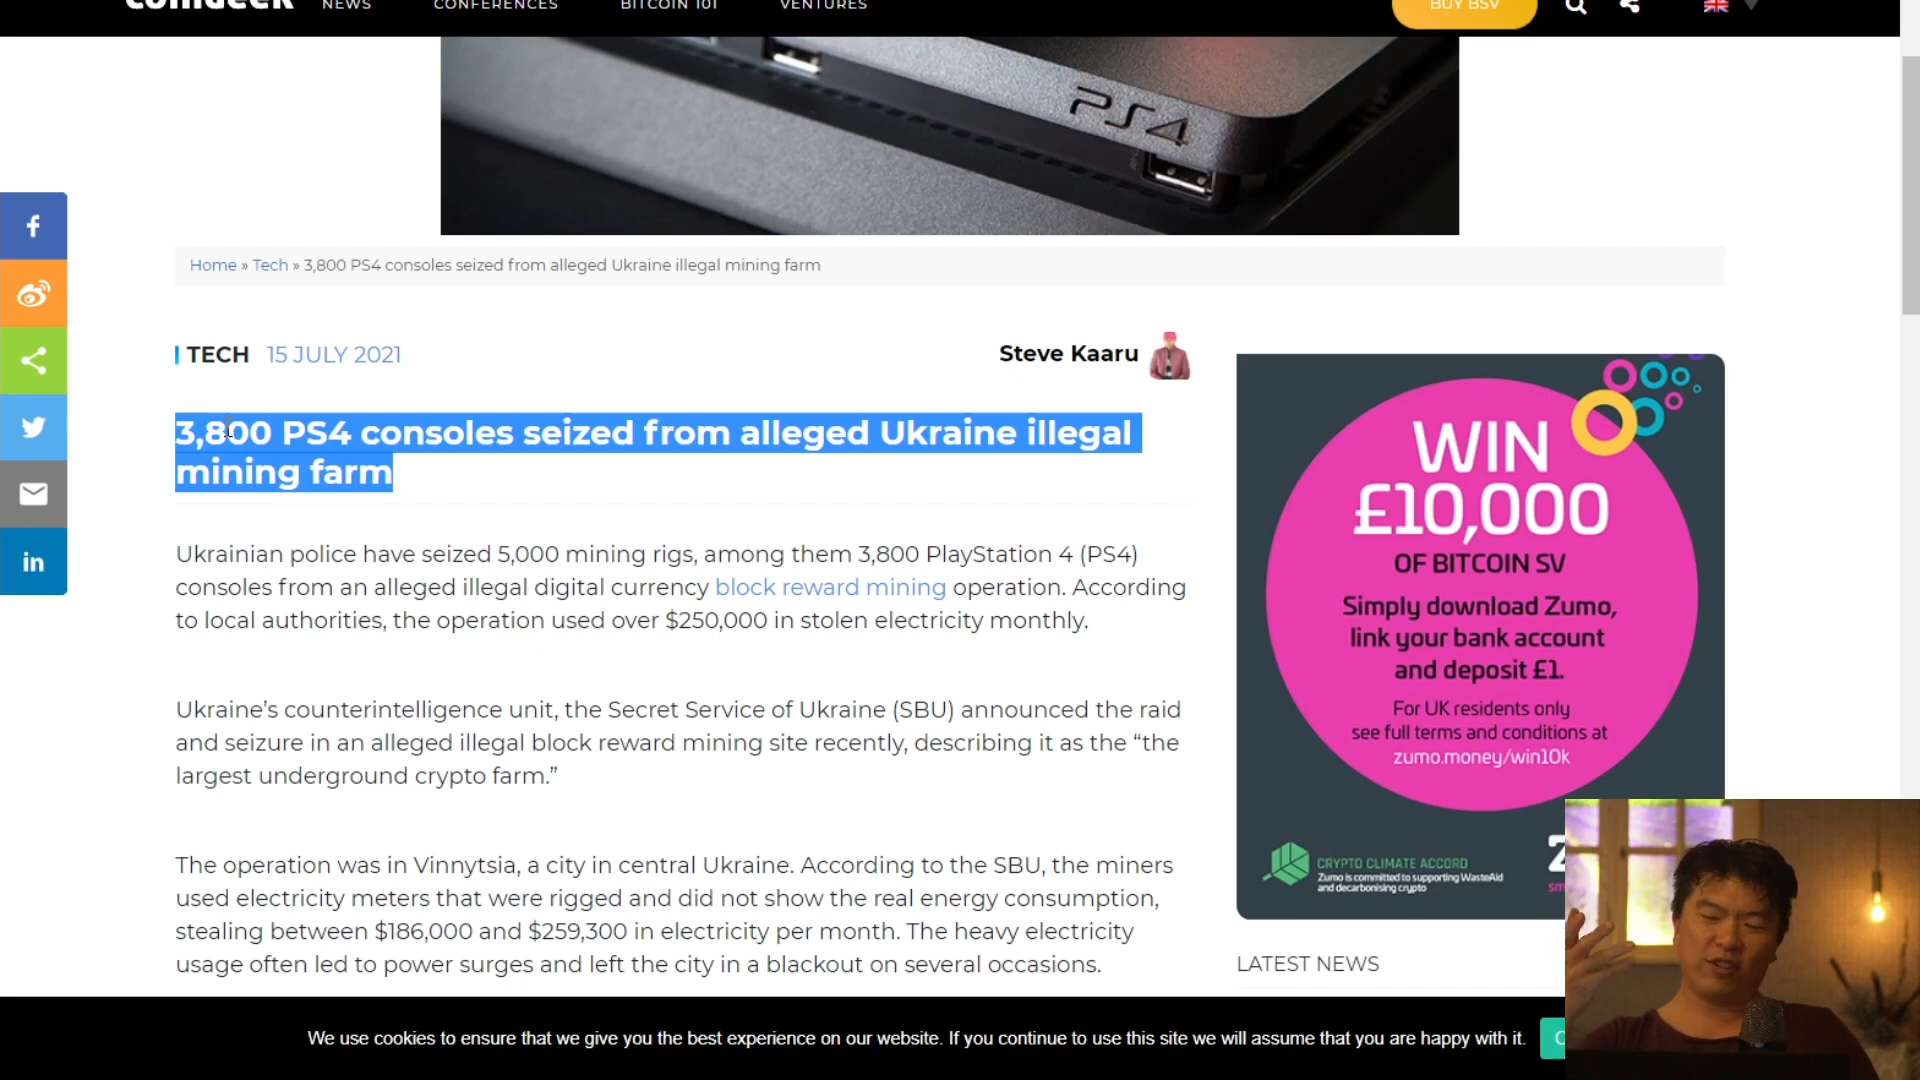 coingeek
NEWS CONFERENCES BITCOIN 101 VENTURES BUY BSV
PS4
Home » Tech » 3,800 PS4 consoles seized from alleged Ukraine illegal mining farm
TECH 15 JULY 2021 Steve Kaaru
3,800 PS4 consoles seized from alleged Ukraine illegal
mining farm
Ukrainian police have seized 5,000 mining rigs, among them 3,800 PlayStation 4 (PS4)
consoles from an alleged illegal digital currency block reward mining operation. According
to local authorities, the operation used over $250,000 in stolen electricity monthly.
Ukraine’s counterintelligence unit, the Secret Service of Ukraine (SBU) announced the raid
and seizure in an alleged illegal block reward mining site recently, describing it as the “the
largest underground crypto farm.”
The operation was in Vinnytsia, a city in central Ukraine. According to the SBU, the miners
used electricity meters that were rigged and did not show the real energy consumption,
stealing between $186,000 and $259,300 in electricity per month. The heavy electricity
usage often led to power surges and left the city in a blackout on several occasions.
WIN
£10,000
OF BITCOIN SV
Simply download Zumo,
link your bank account
and deposit £1.
For UK residents only
see full terms and conditions at
zumo.money/win10k
CRYPTO CLIMATE ACCORD
Zumo is committed to supporting WasteAid
and decarbonising crypto
LATEST NEWS
We use cookies to ensure that we give you the best experience on our website. If you continue to use this site we will assume that you are happy with it.